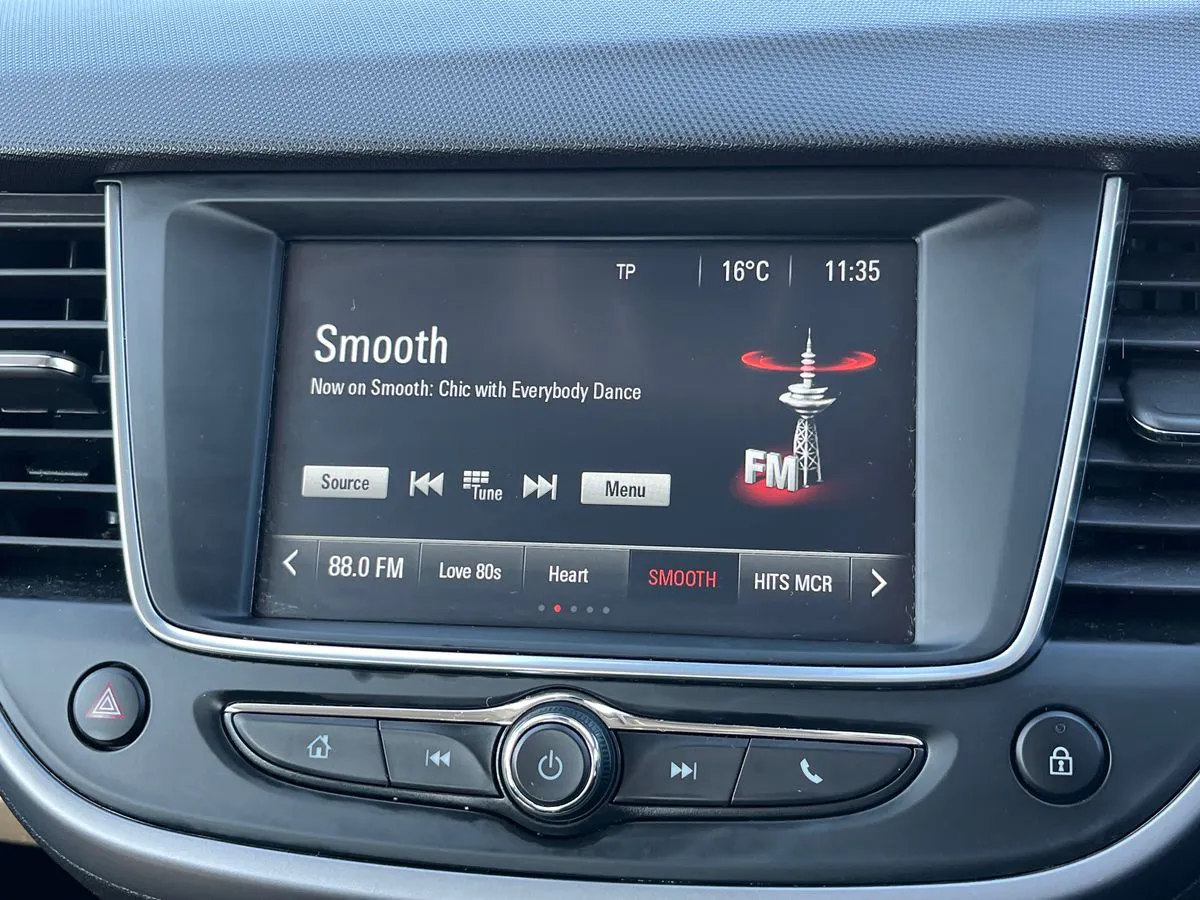 TP 16°C 11:35
Smooth
Now on Smooth: Chic with Everybody Dance
FM
Source Tune Menu
88.0 FM Love 80s Heart SMOOTH HITS MCR